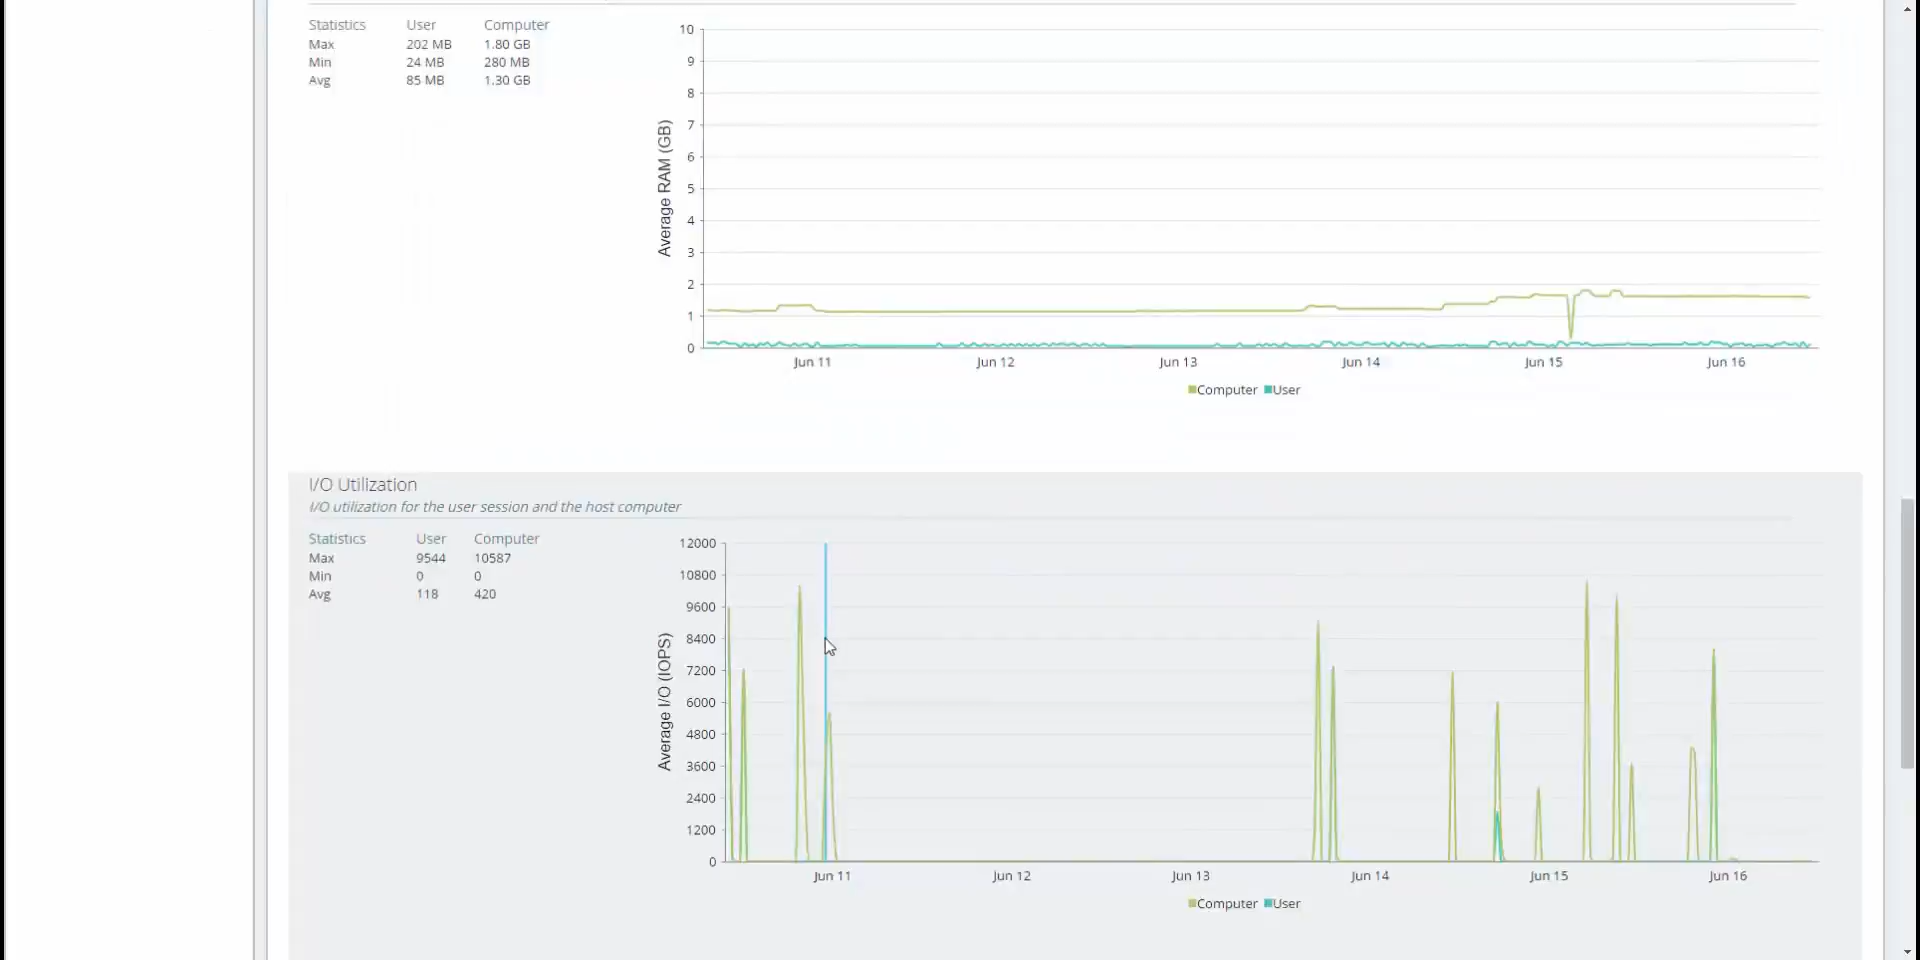 Statistics User Computer
Max 202 MB 1.80 GB
Min 24 MB 280 MB
Avg 85 MB 1.30 GB
Average RAM (GB)
10
9
8
7
6
5
4
3
2
1
0
Jun 11 Jun 12 Jun 13 Jun 14 Jun 15 Jun 16
Computer User
I/O Utilization
I/O utilization for the user session and the host computer
Statistics User Computer
Max 9544 10587
Min 0 0
Avg 118 420
Average I/O (IOPS)
12000
10800
9600
8400
7200
6000
4800
3600
2400
1200
0
Jun 11 Jun 12 Jun 13 Jun 14 Jun 15 Jun 16
Computer User